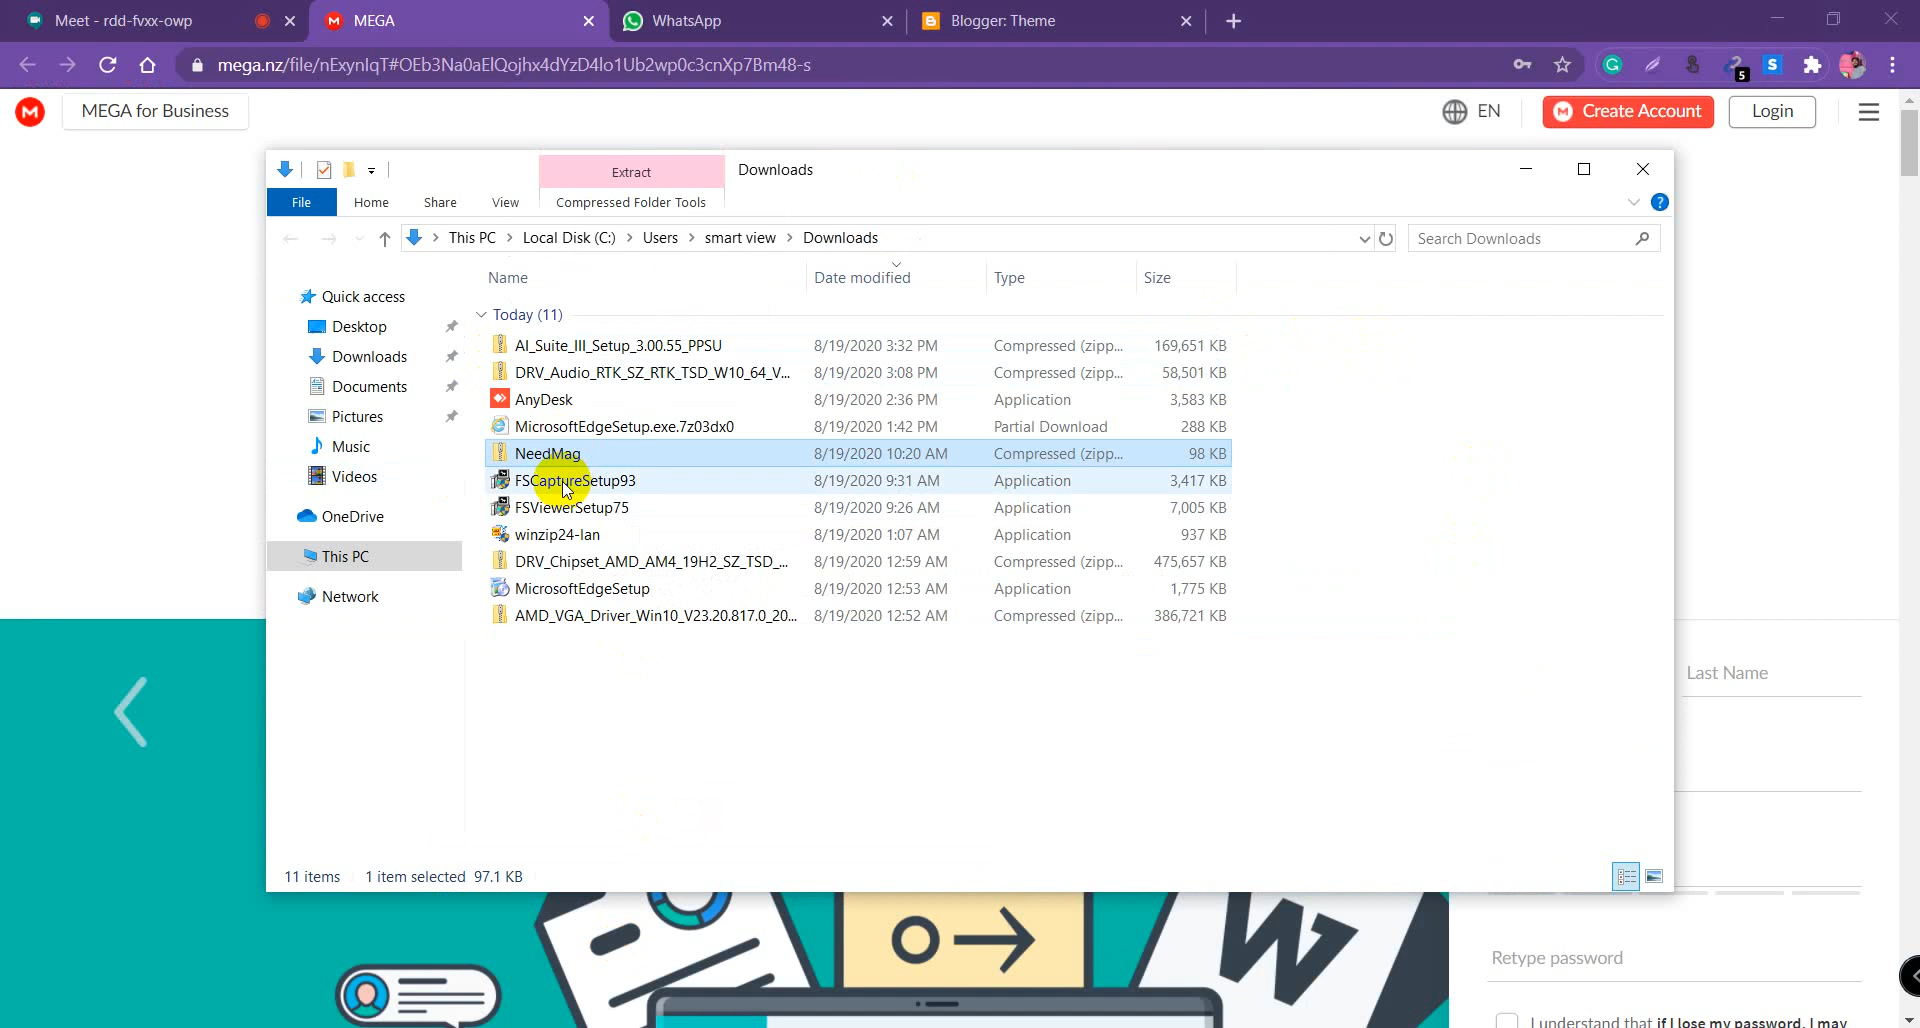 Meet - rdd-fvxx-owp
MEGA
WhatsApp
Blogger: Theme
mega.nz/file/nExynIqT#OEb3Na0aElQojhx4dYzD4lo1Ub2wp0c3cnXp7Bm48-s
5
MEGA for Business
EN
Create Account
Login
Extract
Downloads
File
Home
Share
View
Compressed Folder Tools
This PC > Local Disk (C:) > Users > smart view > Downloads
Search Downloads
Name
Date modified
Type
Size
Quick access
Desktop
Downloads
Documents
Pictures
Music
Videos
OneDrive
This PC
Network
Today (11)
AI_Suite_III_Setup_3.00.55_PPSU 8/19/2020 3:32 PM Compressed (zipp... 169,651 KB
DRV_Audio_RTK_SZ_RTK_TSD_W10_64_V... 8/19/2020 3:08 PM Compressed (zipp... 58,501 KB
AnyDesk 8/19/2020 2:36 PM Application 3,583 KB
MicrosoftEdgeSetup.exe.7z03dx0 8/19/2020 1:42 PM Partial Download 288 KB
NeedMag 8/19/2020 10:20 AM Compressed (zipp... 98 KB
FSCaptureSetup93 8/19/2020 9:31 AM Application 3,417 KB
FSViewerSetup75 8/19/2020 9:26 AM Application 7,005 KB
winzip24-lan 8/19/2020 1:07 AM Application 937 KB
DRV_Chipset_AMD_AM4_19H2_SZ_TSD_... 8/19/2020 12:59 AM Compressed (zipp... 475,657 KB
MicrosoftEdgeSetup 8/19/2020 12:53 AM Application 1,775 KB
AMD_VGA_Driver_Win10_V23.20.817.0_20... 8/19/2020 12:52 AM Compressed (zipp... 386,721 KB
11 items
1 item selected 97.1 KB
Last Name
Retype password
I understand that if I lose my password, I may
W